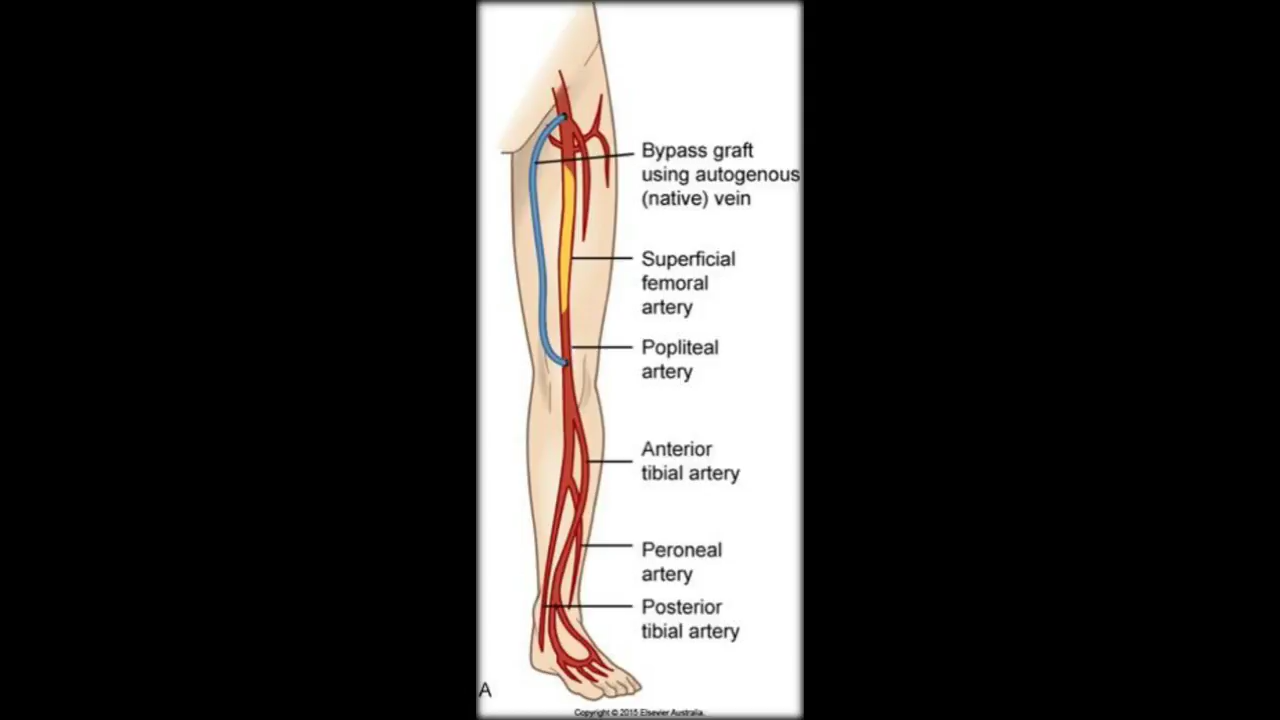 Bypass graft
using autogenous
(native) vein
Superficial
femoral
artery
Popliteal
artery
Anterior
tibial artery
Peroneal
artery
Posterior
tibial artery
A
Copyright © 2015 Elsevier Australia.